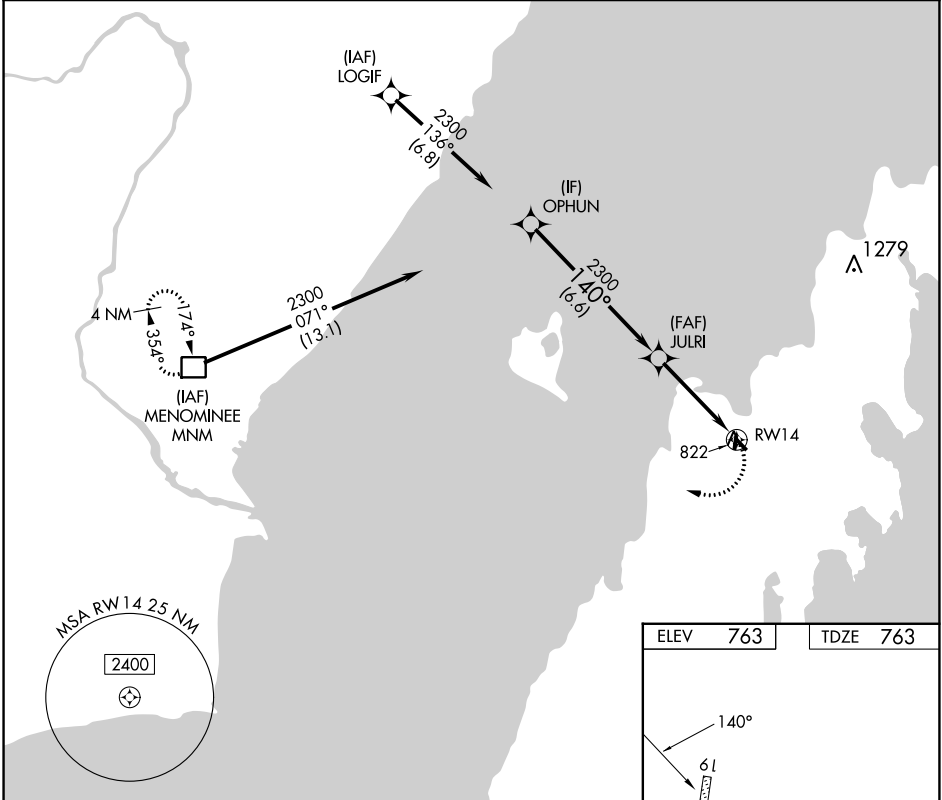 (IAF)
LOGIF
2300
136°
(6.8)
(IF)
OPHUN
2300
140°
(6.6)
1279
(FAF)
JULRI
2300
071°
(13.1)
4 NM
174°
354°
(IAF)
MENOMINEE
MNM
822
RW14
MSA RW14 25 NM
2400
ELEV 763
TDZE 763
140°
19